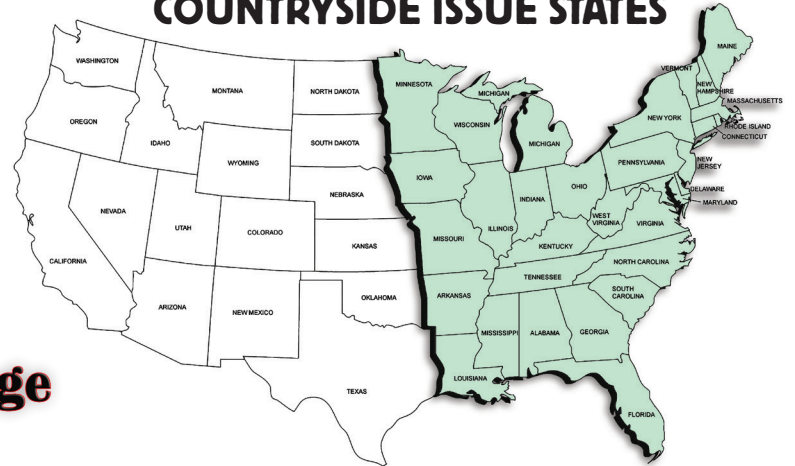 COUNTRYSIDE ISSUE STATES
WASHINGTON
MONTANA
NORTH DAKOTA
MINNESOTA
MICHIGAN
VERMONT
MAINE
NEW
HAMPSHIRE
MASSACHUSETTS
OREGON
IDAHO
WYOMING
SOUTH DAKOTA
WISCONSIN
MICHIGAN
NEW YORK
RHODE ISLAND
CONNECTICUT
NEVADA
UTAH
COLORADO
NEBRASKA
IOWA
ILLINOIS
INDIANA
OHIO
PENNSYLVANIA
NEW
JERSEY
DELAWARE
MARYLAND
WEST
VIRGINIA
VIRGINIA
CALIFORNIA
KANSAS
MISSOURI
KENTUCKY
NORTH CAROLINA
TENNESSEE
SOUTH
CAROLINA
ARIZONA
NEW MEXICO
OKLAHOMA
ARKANSAS
MISSISSIPPI
ALABAMA
GEORGIA
TEXAS
LOUISIANA
FLORIDA
ge